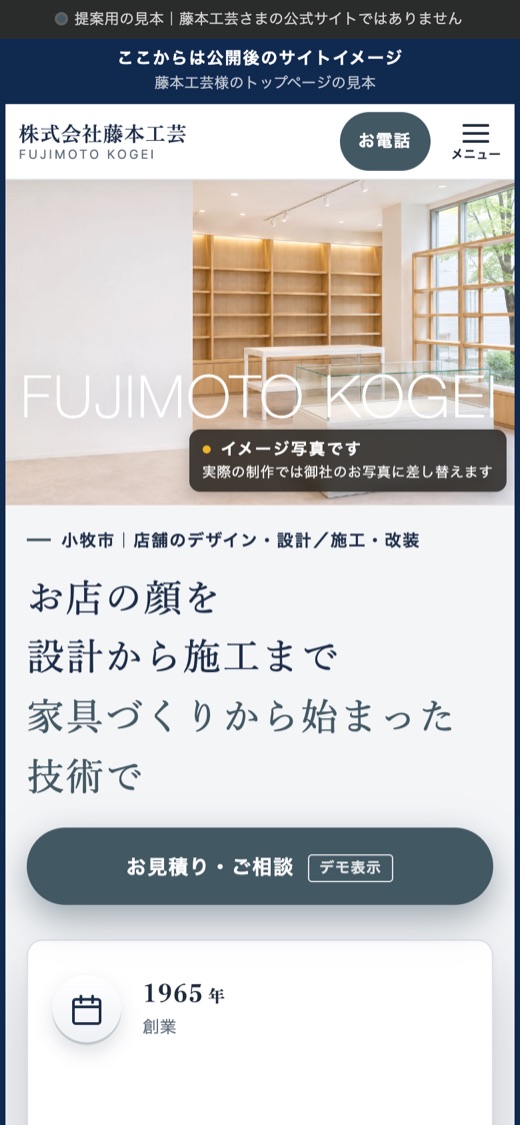 提案用の見本｜藤本工芸さまの公式サイトではありません
ここからは公開後のサイトイメージ
藤本工芸様のトップページの見本
株式会社藤本工芸
FUJIMOTO KOGEI
お電話
メニュー
FUJIMOTO KOGEI
イメージ写真です
実際の制作では御社のお写真に差し替えます
小牧市｜店舗のデザイン・設計／施工・改装
お店の顔を
設計から施工まで
家具づくりから始まった
技術で
お見積り・ご相談 デモ表示
1965年
創業